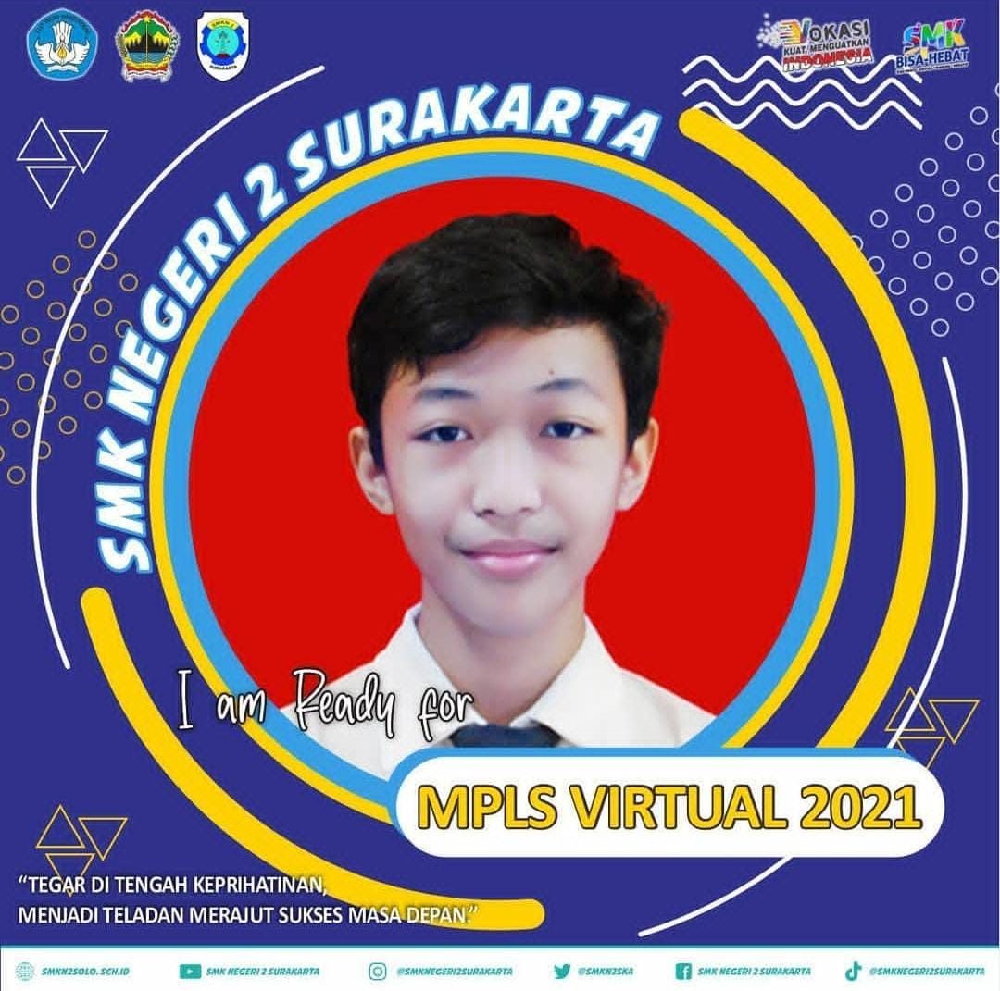 VOKASI
KUAT, MENGUATKAN
INDONESIA
SMK
BISA-HEBAT
SURAKARTA
SMK NEGERI 2 SURAKARTA
I am Ready for
MPLS VIRTUAL 2021
“TEGAR DI TENGAH KEPRIHATINAN,
MENJADI TELADAN MERAJUT SUKSES MASA DEPAN.”
SMKN2SOLO.SCH.ID
SMK NEGERI 2 SURAKARTA
@SMKNEGERI2SURAKARTA
@SMKN2SKA
SMK NEGERI 2 SURAKARTA
@SMKNEGERI2SURAKARTA